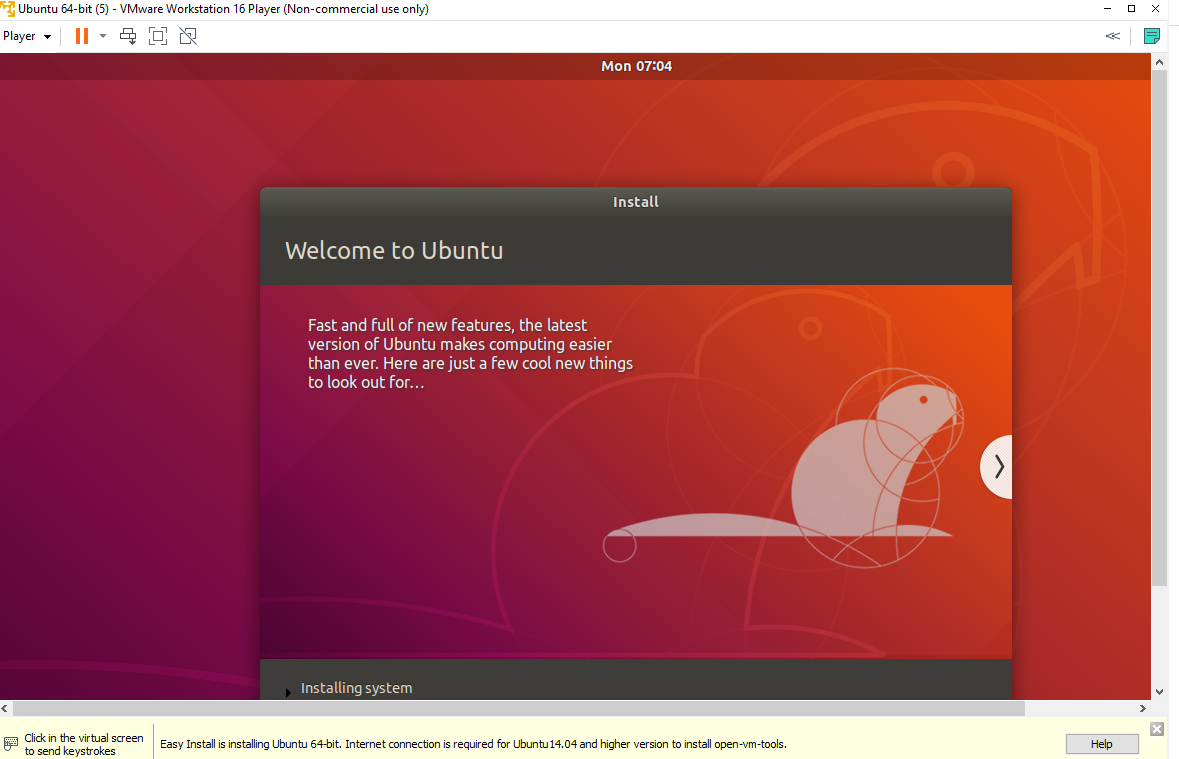 Ubuntu 64-bit (5) - VMware Workstation 16 Player (Non-commercial use only)
Player
Mon 07:04
Install
Welcome to Ubuntu
Fast and full of new features, the latest
version of Ubuntu makes computing easier
than ever. Here are just a few cool new things
to look out for…
Installing system
Click in the virtual screen
to send keystrokes
Easy Install is installing Ubuntu 64-bit. Internet connection is required for Ubuntu14.04 and higher version to install open-vm-tools.
Help